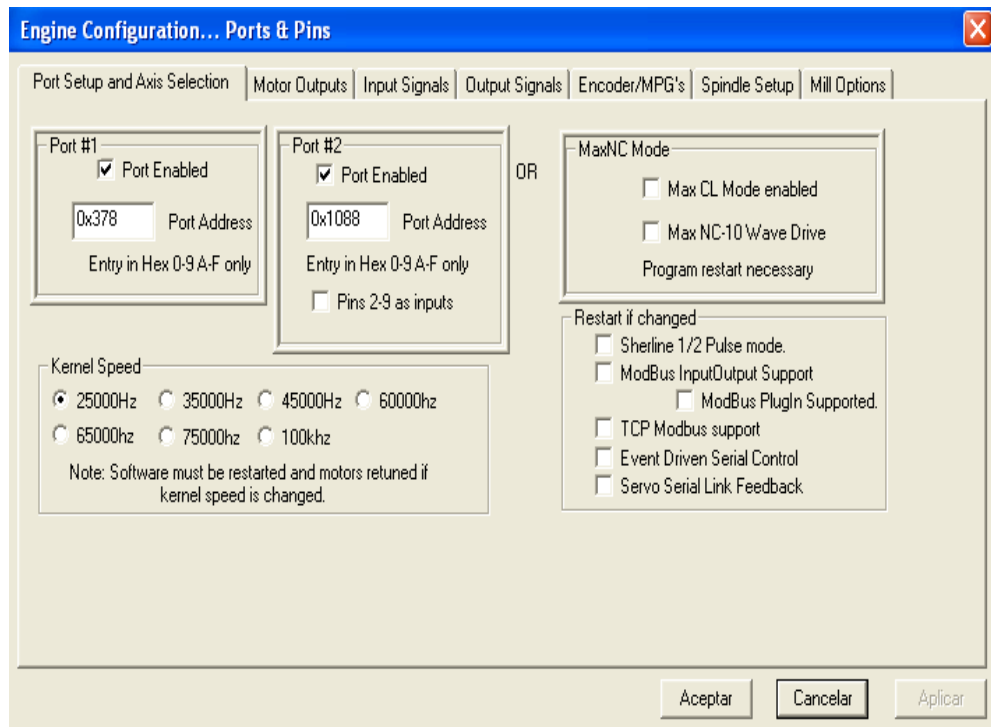 Engine Configuration... Ports & Pins
Port Setup and Axis Selection
Motor Outputs
Input Signals
Output Signals
Encoder/MPG's
Spindle Setup
Mill Options
Port #1
Port Enabled
0x378
Port Address
Entry in Hex 0-9 A-F only
Port #2
Port Enabled
0x1088
Port Address
Entry in Hex 0-9 A-F only
Pins 2-9 as inputs
OR
MaxNC Mode
Max CL Mode enabled
Max NC-10 Wave Drive
Program restart necessary
Kernel Speed
25000Hz
35000Hz
45000Hz
60000hz
65000hz
75000hz
100khz
Note: Software must be restarted and motors retuned if
kernel speed is changed.
Restart if changed
Sherline 1/2 Pulse mode.
ModBus InputOutput Support
ModBus PlugIn Supported.
TCP Modbus support
Event Driven Serial Control
Servo Serial Link Feedback
Aceptar
Cancelar
Aplicar